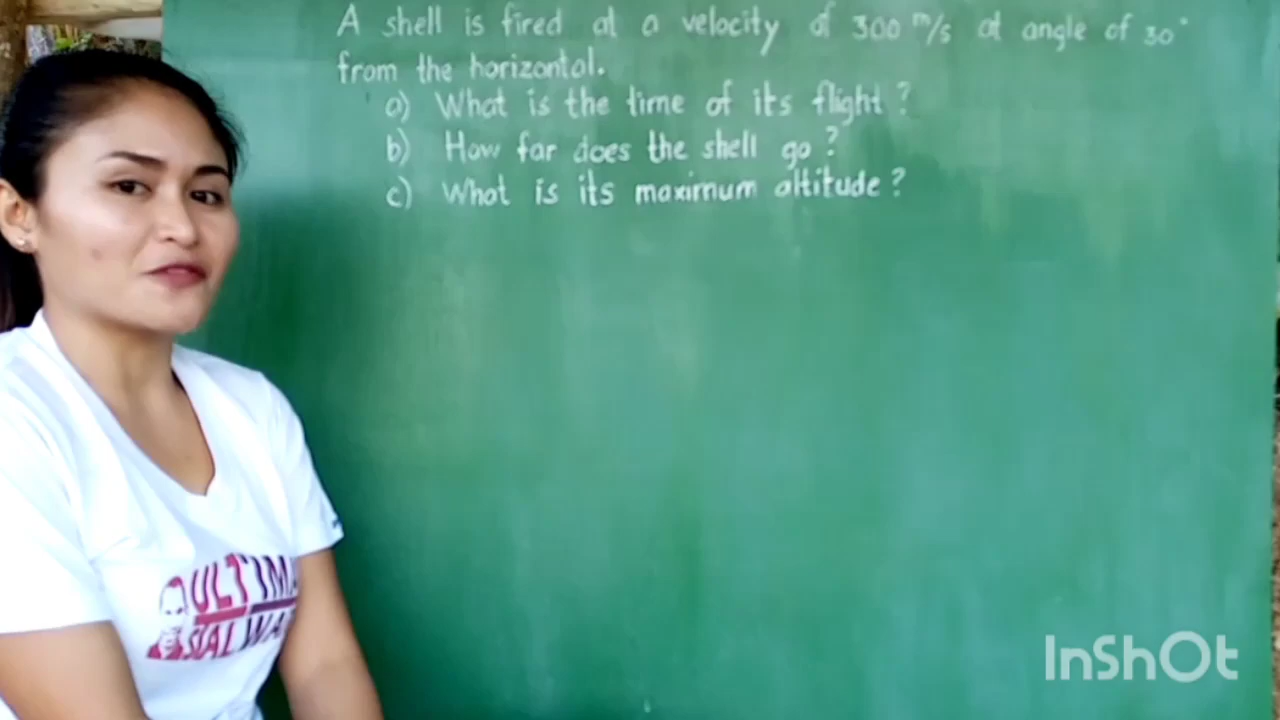 A shell is fired at a velocity of 300 m/s at angle of 30°
from the horizontal.
a) What is the time of its flight ?
b) How far does the shell go ?
c) What is its maximum altitude ?
InShOt